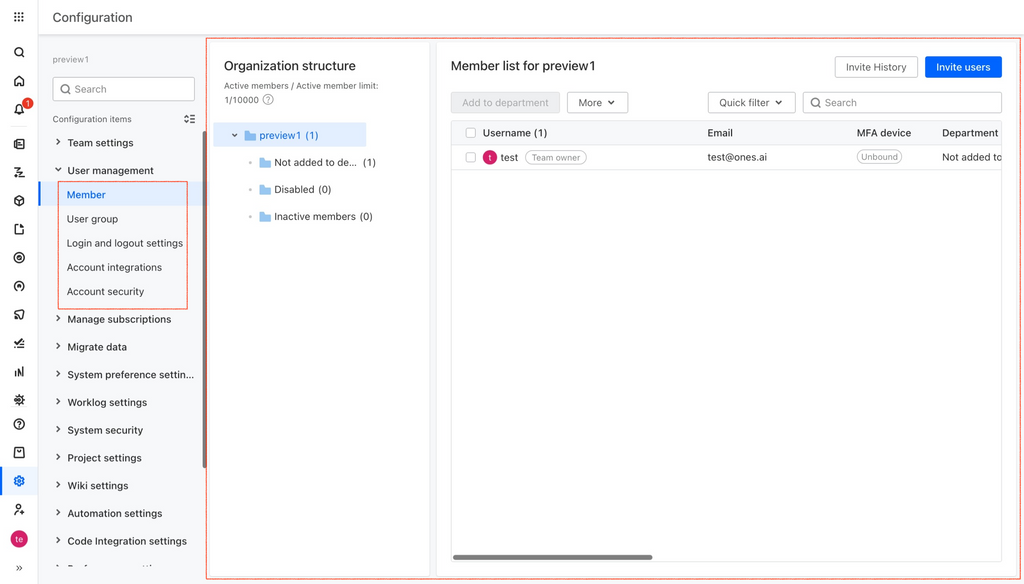 Configuration
1
te
preview1
Search
Configuration items
Team settings
User management
Member
User group
Login and logout settings
Account integrations
Account security
Manage subscriptions
Migrate data
System preference settin...
Worklog settings
System security
Project settings
Wiki settings
Automation settings
Code Integration settings
Organization structure
Active members / Active member limit:
1/10000
preview1 (1)
Not added to de... (1)
Disabled (0)
Inactive members (0)
Member list for preview1
Invite History
Invite users
Add to department
More
Quick filter
Search
Username (1) Email MFA device Department
t test Team owner test@ones.ai Unbound Not added to